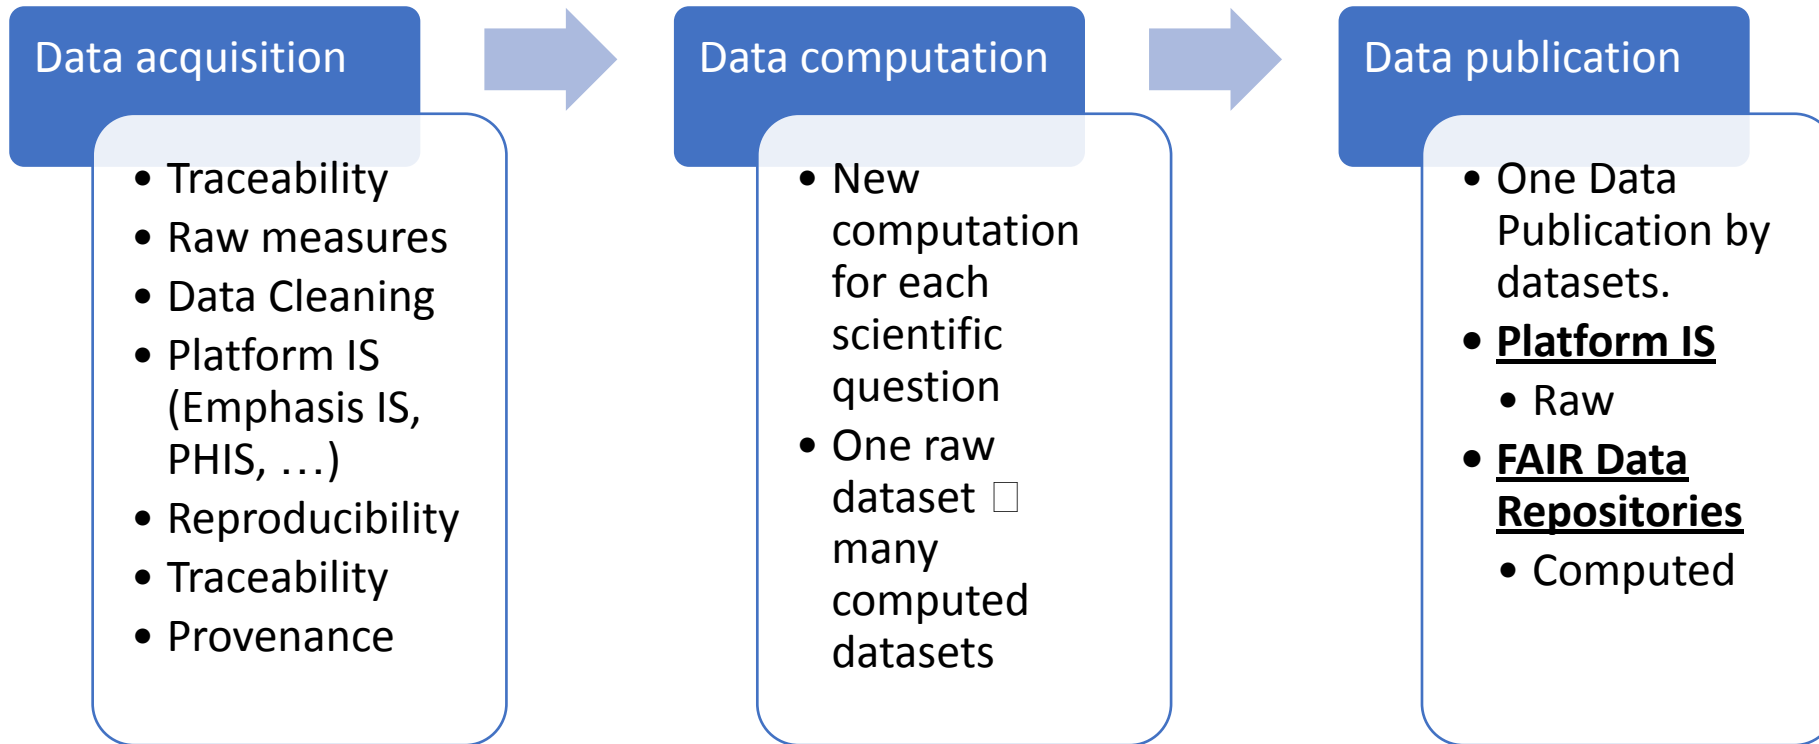 Data acquisition
• Traceability
• Raw measures
• Data Cleaning
• Platform IS
(Emphasis IS,
PHIS, …)
• Reproducibility
• Traceability
• Provenance
Data computation
• New
computation
for each
scientific
question
• One raw
dataset □
many
computed
datasets
Data publication
• One Data
Publication by
datasets.
• Platform IS
• Raw
• FAIR Data
Repositories
• Computed